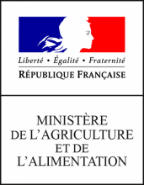 Liberté • Égalité • Fraternité
RÉPUBLIQUE FRANÇAISE
MINISTÈRE
DE L'AGRICULTURE
ET DE
L'ALIMENTATION